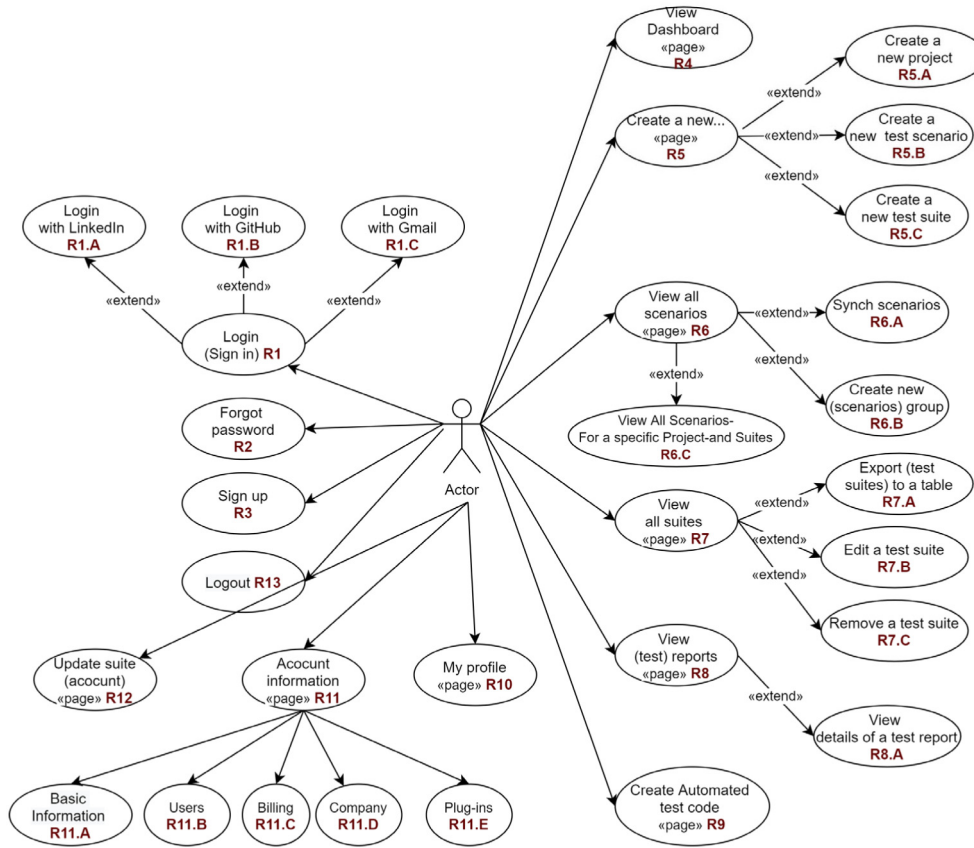 View
Dashboard
«page»
R4
Create a new...
«page»
R5
«extend»
Create a
new project
R5.A
«extend»
Create a
new test scenario
R5.B
«extend»
Create a
new test suite
R5.C
Login
with LinkedIn
R1.A
Login
with GitHub
R1.B
Login
with Gmail
R1.C
«extend»
«extend»
«extend»
Login
(Sign in) R1
View all
scenarios
«page» R6
«extend»
Synch scenarios
R6.A
«extend»
Create new
(scenarios) group
R6.B
«extend»
View All Scenarios-
For a specific Project-and Suites
R6.C
Forgot
password
R2
Sign up
R3
Logout R13
Actor
View
all suites
«page» R7
«extend»
Export (test
suites) to a table
R7.A
«extend»
Edit a test suite
R7.B
«extend»
Remove a test suite
R7.C
Update suite
(acocunt)
«page» R12
Acocunt
information
«page» R11
My profile
«page» R10
View
(test) reports
«page» R8
«extend»
View
details of a test report
R8.A
Basic
Information
R11.A
Users
R11.B
Billing
R11.C
Company
R11.D
Plug-ins
R11.E
Create Automated
test code
«page» R9